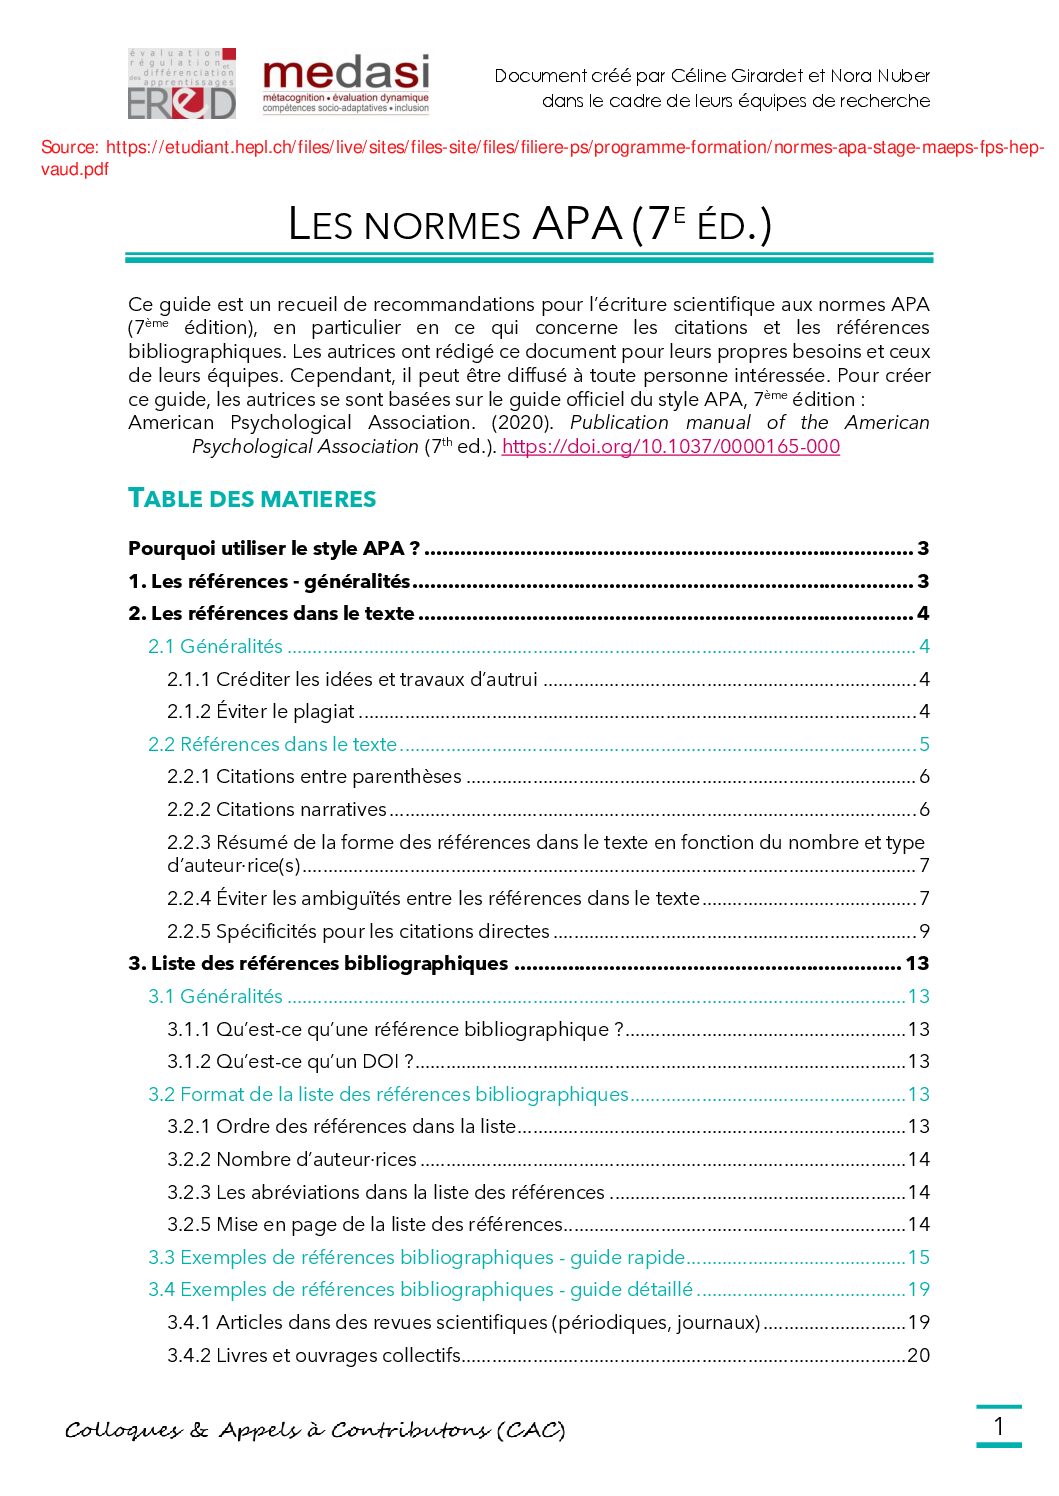 évaluation
régulation et
différenciation
des apprentissages
EReD
medasi
métacognition • évaluation dynamique
compétences socio-adaptatives • inclusion
Document créé par Céline Girardet et Nora Nuber
dans le cadre de leurs équipes de recherche
Source: https://etudiant.hepl.ch/files/live/sites/files-site/files/filiere-ps/programme-formation/normes-apa-stage-maeps-fps-hep-
vaud.pdf
LES NORMES APA (7E ÉD.)
Ce guide est un recueil de recommandations pour l’écriture scientifique aux normes APA
(7ème édition), en particulier en ce qui concerne les citations et les références
bibliographiques. Les autrices ont rédigé ce document pour leurs propres besoins et ceux
de leurs équipes. Cependant, il peut être diffusé à toute personne intéressée. Pour créer
ce guide, les autrices se sont basées sur le guide officiel du style APA, 7ème édition :
American Psychological Association. (2020). Publication manual of the American
Psychological Association (7th ed.). https://doi.org/10.1037/0000165-000
TABLE DES MATIERES
Pourquoi utiliser le style APA ? ........ 3
1. Les références - généralités ........ 3
2. Les références dans le texte ........ 4
2.1 Généralités ........ 4
2.1.1 Créditer les idées et travaux d’autrui ........ 4
2.1.2 Éviter le plagiat ........ 4
2.2 Références dans le texte ........ 5
2.2.1 Citations entre parenthèses ........ 6
2.2.2 Citations narratives ........ 6
2.2.3 Résumé de la forme des références dans le texte en fonction du nombre et type
d’auteur·rice(s) ........ 7
2.2.4 Éviter les ambiguïtés entre les références dans le texte ........ 7
2.2.5 Spécificités pour les citations directes ........ 9
3. Liste des références bibliographiques ........ 13
3.1 Généralités ........ 13
3.1.1 Qu’est-ce qu’une référence bibliographique ? ........ 13
3.1.2 Qu’est-ce qu’un DOI ? ........ 13
3.2 Format de la liste des références bibliographiques ........ 13
3.2.1 Ordre des références dans la liste ........ 13
3.2.2 Nombre d’auteur·rices ........ 14
3.2.3 Les abréviations dans la liste des références ........ 14
3.2.5 Mise en page de la liste des références ........ 14
3.3 Exemples de références bibliographiques - guide rapide ........ 15
3.4 Exemples de références bibliographiques - guide détaillé ........ 19
3.4.1 Articles dans des revues scientifiques (périodiques, journaux) ........ 19
3.4.2 Livres et ouvrages collectifs ........ 20
Colloques & Appels à Contributons (CAC)
1